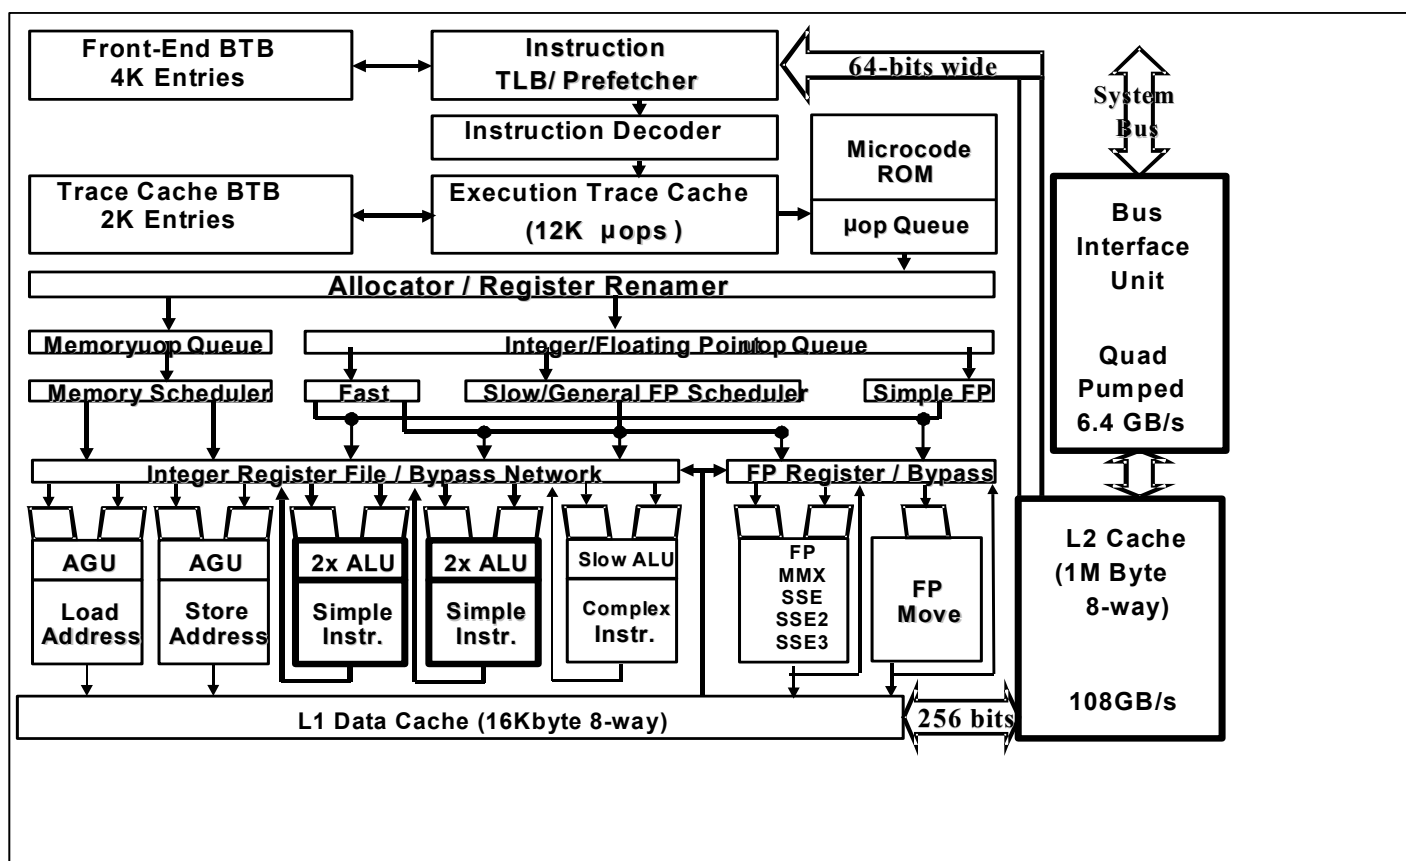 Front-End BTB
4K Entries
Instruction
TLB/ Prefetcher
64-bits wide
System
Bus
Instruction Decoder
Microcode
ROM
Trace Cache BTB
2K Entries
Execution Trace Cache
(12K µops )
µop Queue
Bus
Interface
Unit
Quad
Pumped
6.4 GB/s
Allocator / Register Renamer
Memoryuop Queue
Integer/Floating Pointuop Queue
Memory Scheduler
Fast
Slow/General FP Scheduler
Simple FP
Integer Register File / Bypass Network
FP Register / Bypass
AGU
Load
Address
AGU
Store
Address
2x ALU
Simple
Instr.
2x ALU
Simple
Instr.
Slow ALU
Complex
Instr.
FP
MMX
SSE
SSE2
SSE3
FP
Move
L2 Cache
(1M Byte
8-way)
108GB/s
L1 Data Cache (16Kbyte 8-way)
256 bits